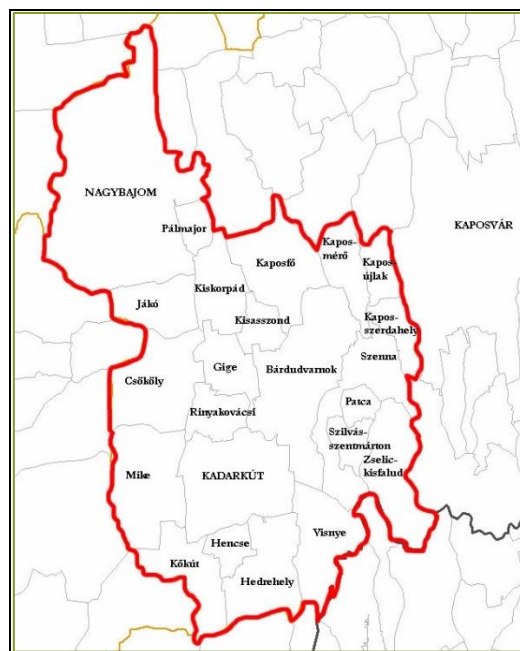 NAGYBAJOM
KAPOSVÁR
Pálmajor
Kapos-
mérő
Kaposfő
Kapos-
újlak
Kiskorpád
Jákó
Kisasszond
Kapos-
szerdahely
Szenna
Gige
Bárdudvarnok
Csököly
Patca
Rinyakovácsi
Szilvás-
szentmárton
Zselic-
kisfalud
Mike
KADARKÚT
Visnye
Hencse
Kőkút
Hedrehely